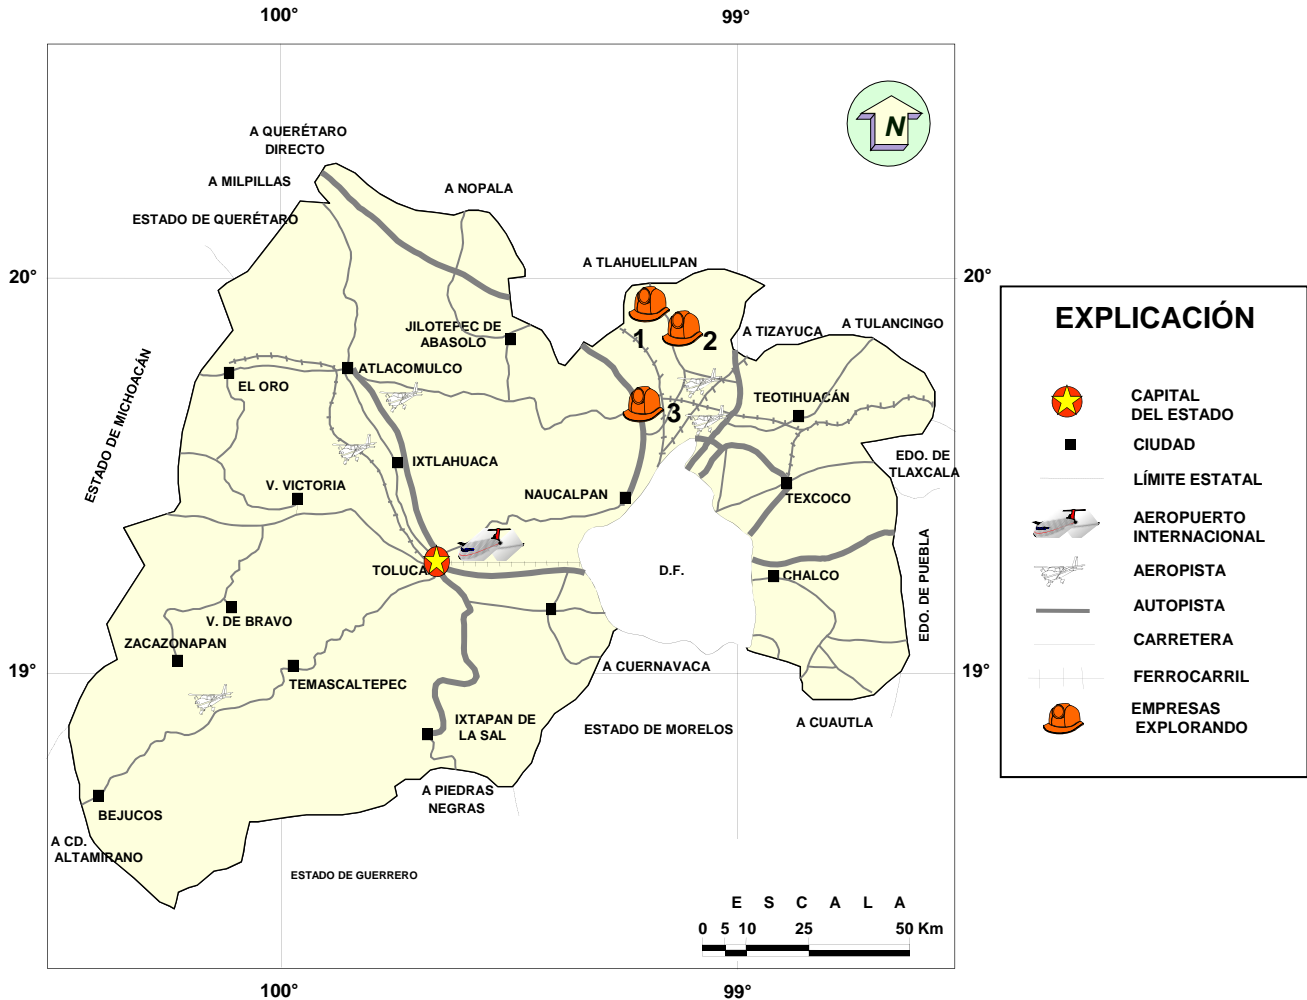 100°
99°
A QUERÉTARO
DIRECTO
A MILPILLAS
A NOPALA
ESTADO DE QUERÉTARO
N
20°
20°
A TLAHUELILPAN
JILOTEPEC DE
ABASOLO
1
2
A TIZAYUCA
A TULANCINGO
ATLACOMULCO
EL ORO
TEOTIHUACÁN
3
ESTADO DE MICHOACÁN
IXTLAHUACA
V. VICTORIA
NAUCALPAN
TEXCOCO
EDO. DE
TLAXCALA
TOLUCA
D.F.
CHALCO
EDO. DE PUEBLA
V. DE BRAVO
ZACAZONAPAN
TEMASCALTEPEC
A CUERNAVACA
19°
19°
IXTAPAN DE
LA SAL
ESTADO DE MORELOS
A CUAUTLA
A PIEDRAS
NEGRAS
BEJUCOS
A CD.
ALTAMIRANO
ESTADO DE GUERRERO
E S C A L A
0 5 10 25 50 Km
100°
99°
EXPLICACIÓN
CAPITAL
DEL ESTADO
CIUDAD
LÍMITE ESTATAL
AEROPUERTO
INTERNACIONAL
AEROPISTA
AUTOPISTA
CARRETERA
FERROCARRIL
EMPRESAS
EXPLORANDO